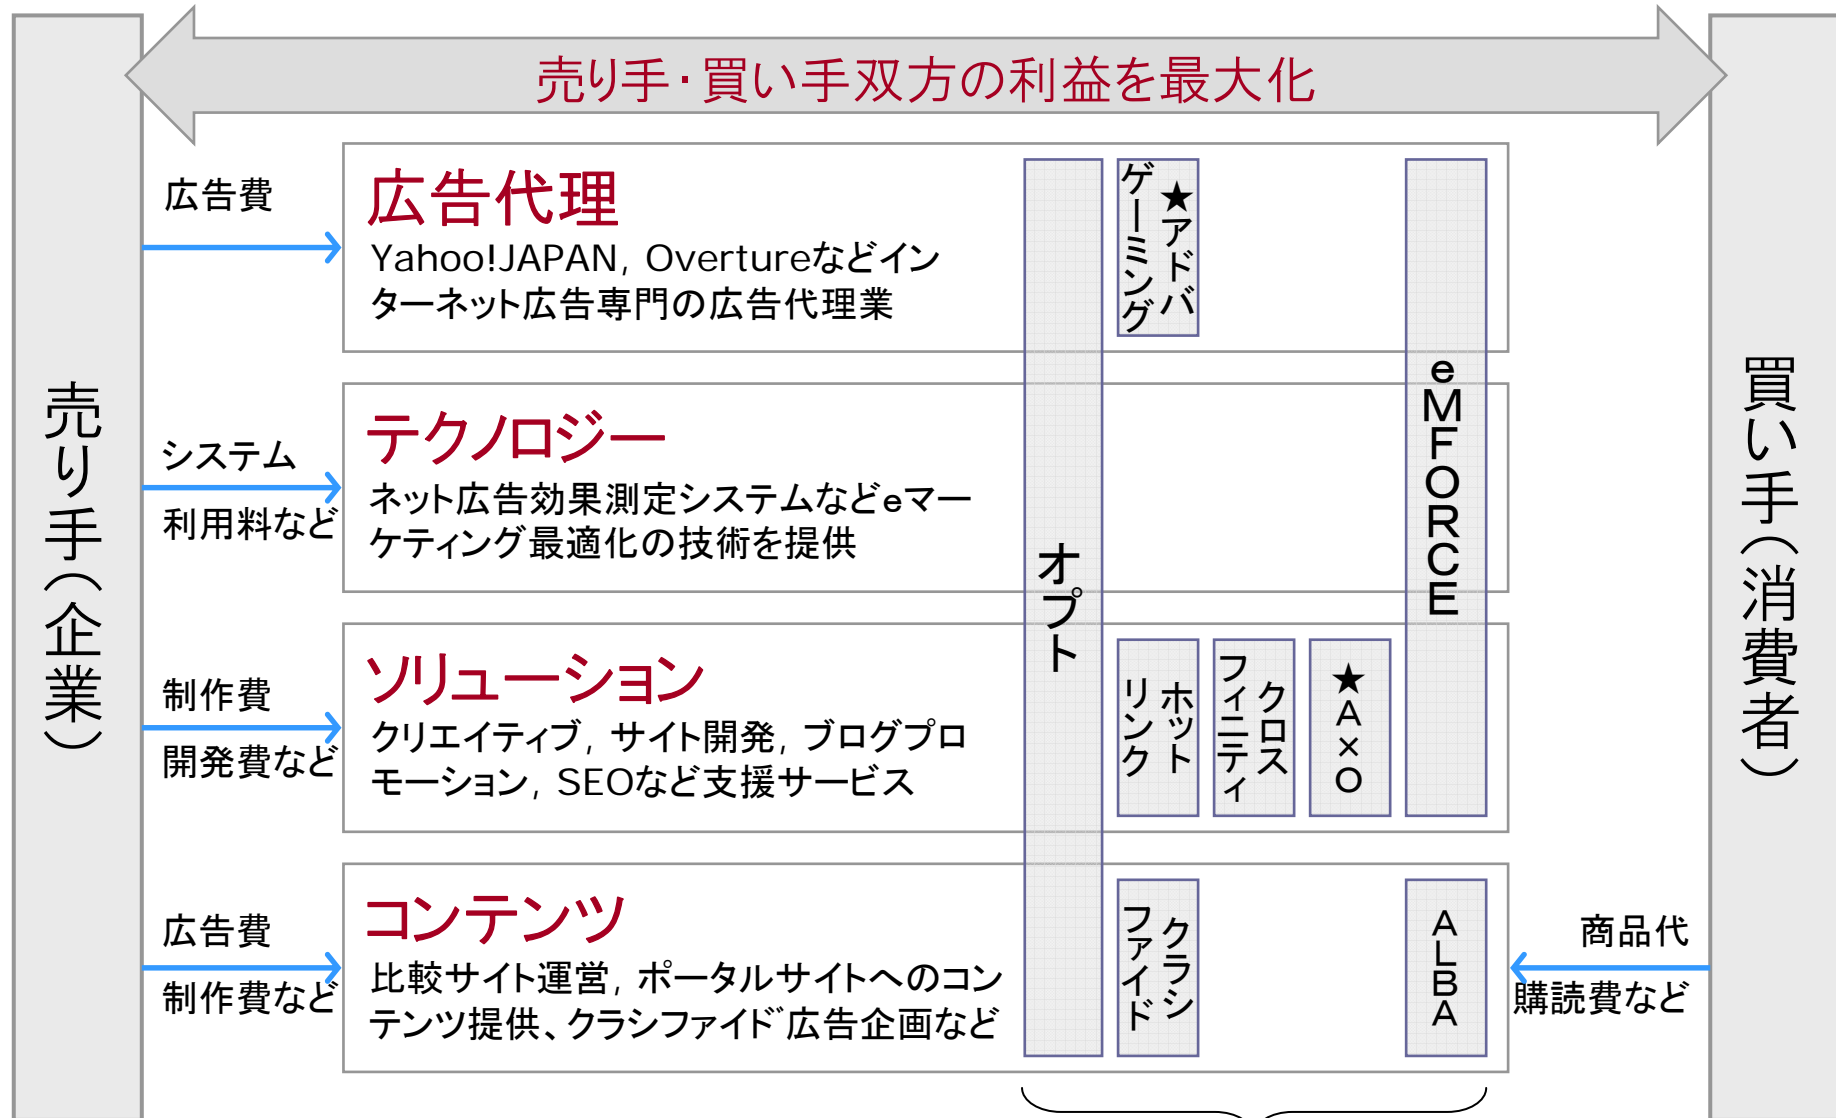 売り手・買い手双方の利益を最大化
売り手（企業）
買い手（消費者）
広告費
広告代理
Yahoo!JAPAN, Overtureなどイン
ターネット広告専門の広告代理業
★アドバ
ゲーミング
システム
利用料など
テクノロジー
ネット広告効果測定システムなどeマー
ケティング最適化の技術を提供
オプト
eMFORCE
制作費
開発費など
ソリューション
クリエイティブ, サイト開発, ブログプロ
モーション, SEOなど支援サービス
ホット
リンク
クロス
フィニティ
★A×O
広告費
制作費など
コンテンツ
比較サイト運営, ポータルサイトへのコン
テンツ提供、クラシファイド広告企画など
クラシ
ファイド
ALBA
商品代
購読費など